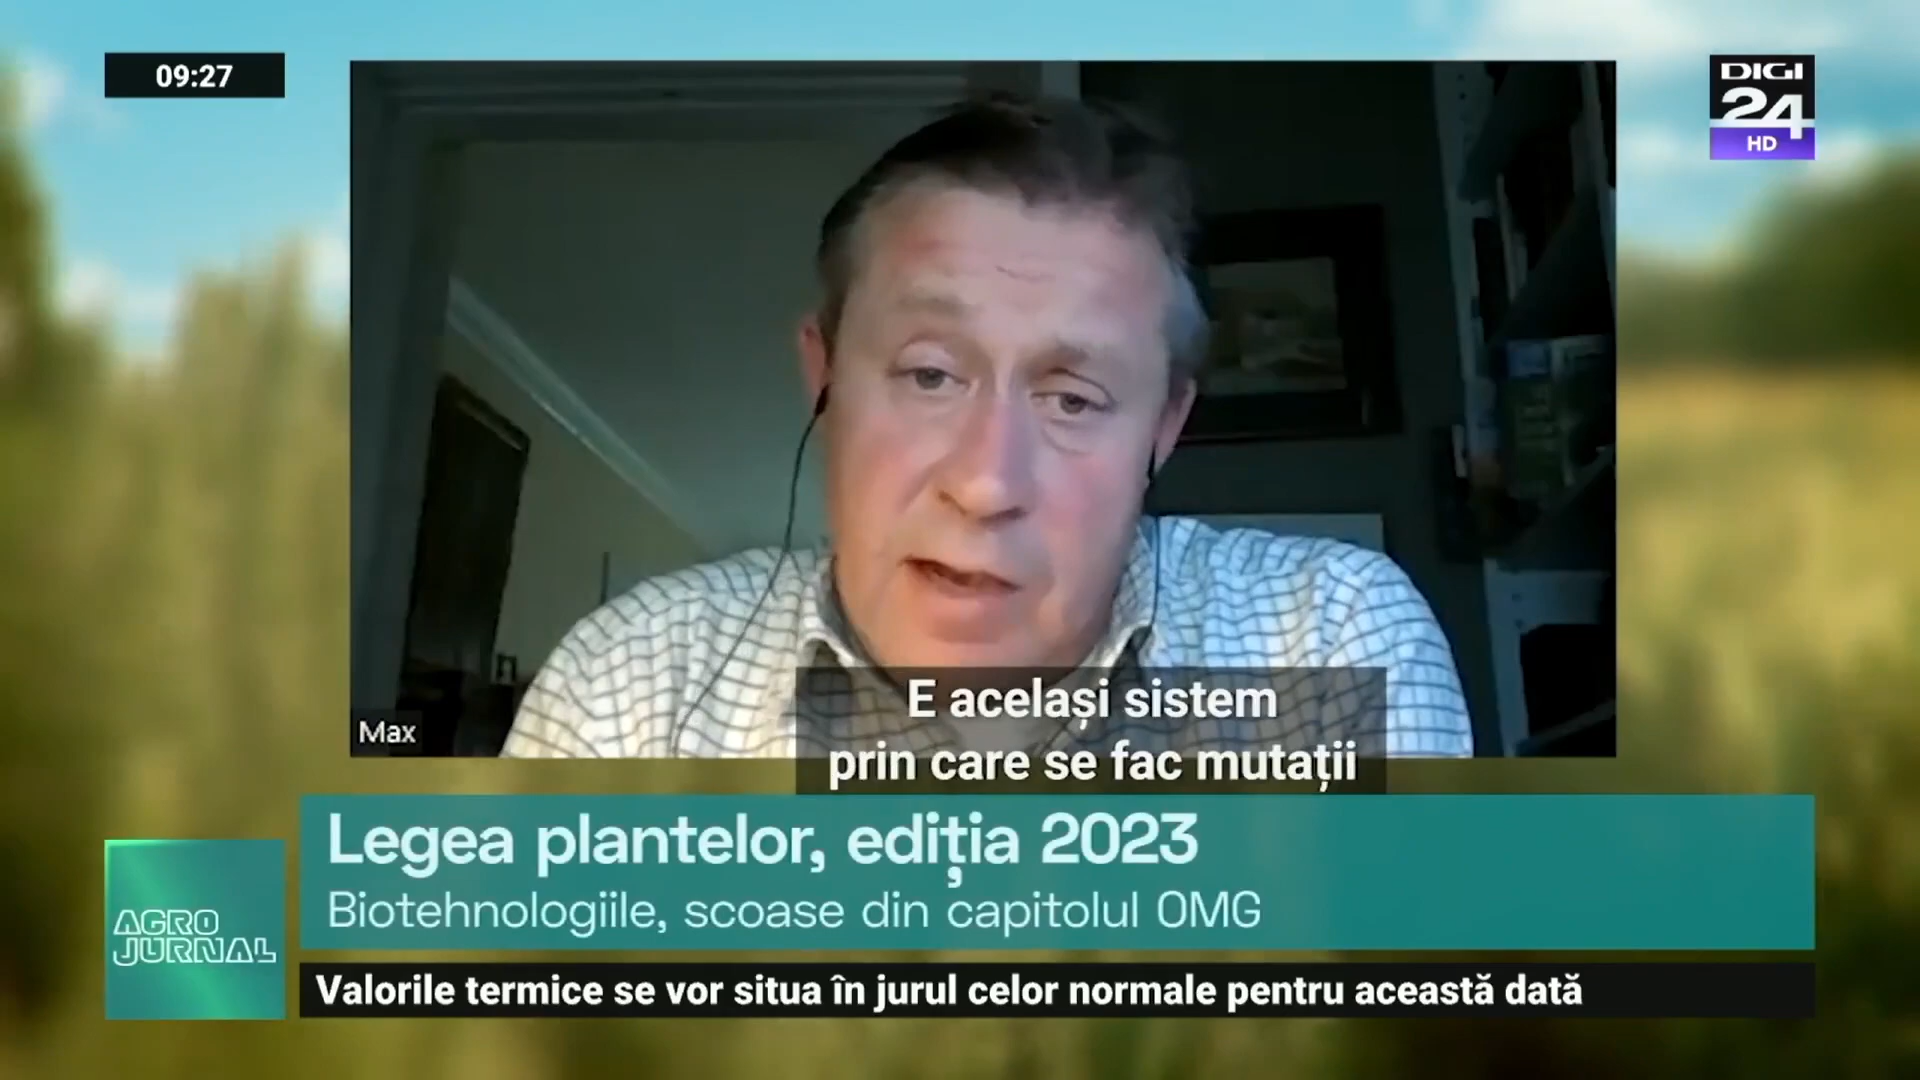 09:27
DIGI
24
HD
Max
E același sistem
prin care se fac mutații
Legea plantelor, ediția 2023
Biotehnologiile, scoase din capitolul OMG
AGRO
JURNAL
Valorile termice se vor situa în jurul celor normale pentru această dată